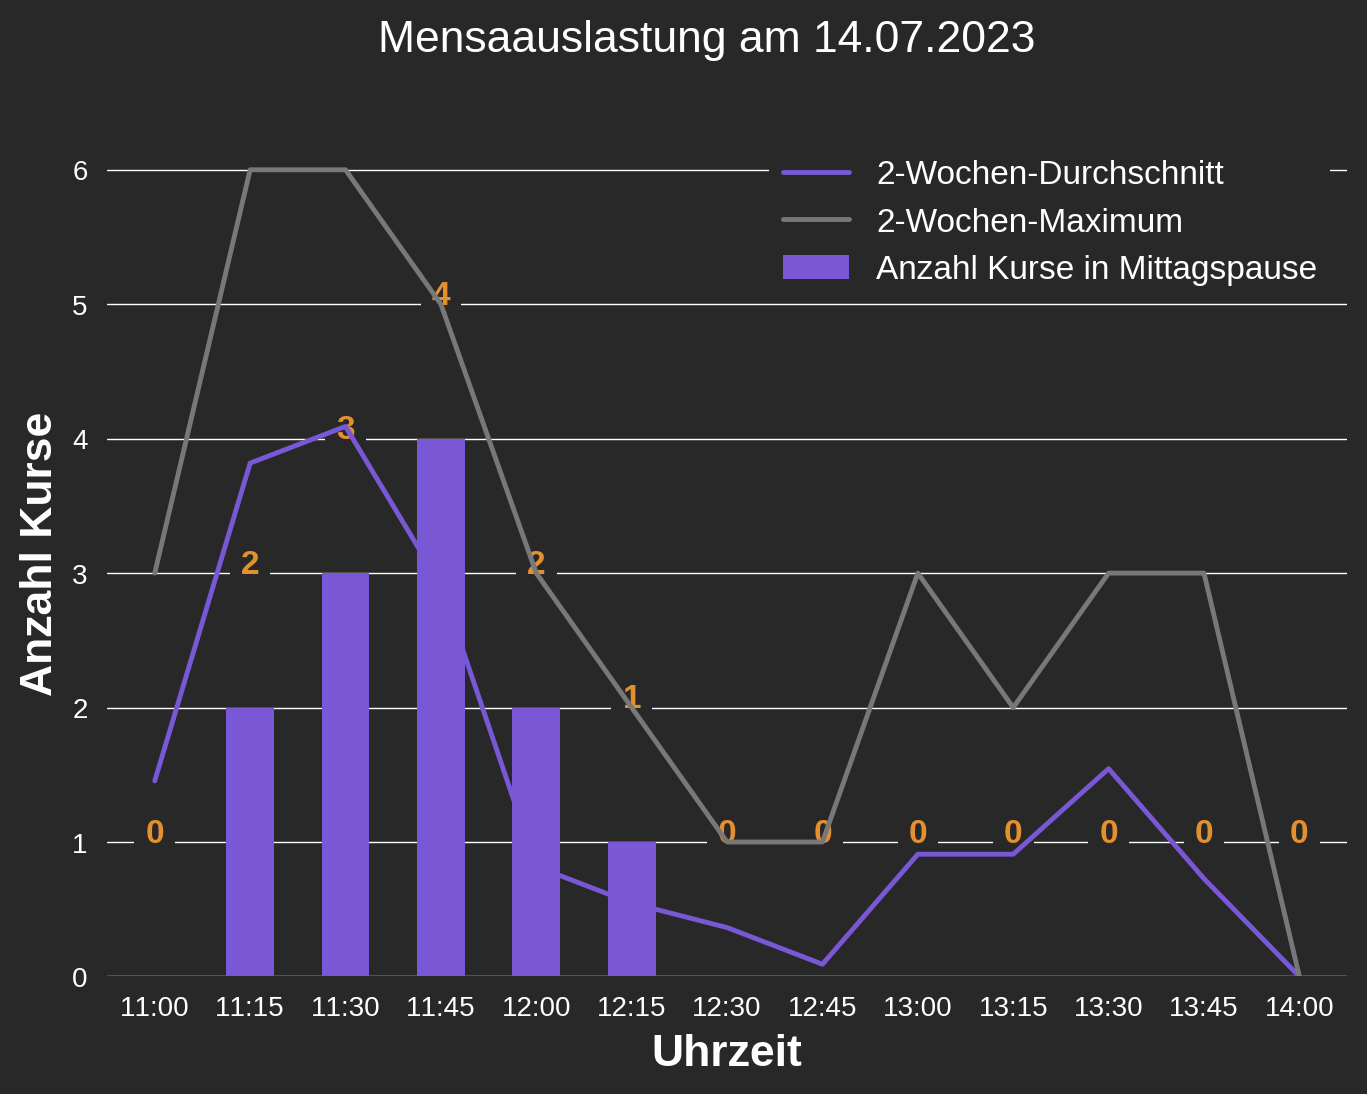 Mensaauslastung am 14.07.2023
2-Wochen-Durchschnitt
2-Wochen-Maximum
Anzahl Kurse in Mittagspause
Anzahl Kurse
6
5
4
3
2
1
0
0
2
3
4
2
1
0
0
0
0
0
0
0
11:00 11:15 11:30 11:45 12:00 12:15 12:30 12:45 13:00 13:15 13:30 13:45 14:00
Uhrzeit